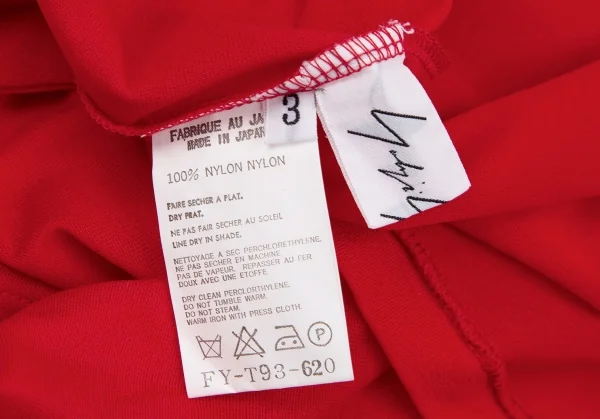 3
FABRIQUE AU JA
MADE IN JAPAN
100% NYLON NYLON
FAIRE SECHER A PLAT.
DRY PRAT.
NE PAS FAIR SECHER AU SOLEIL
LINE DRY IN SHADE.
NETTOYAGE A SEC PERCHLORETHYLENE.
NE PAS SECHER EN MACHINE
PAS DE VAPEUR. REPASSER AU FER
DOUX AVEC UNE ETOFFE.
DRY CLEAN PERCLORETHYLENE.
DO NOT TUMBLE WARM.
DO NOT STEAM.
WARM IRON WITH PRESS CLOTH.
P
FY-T93-620